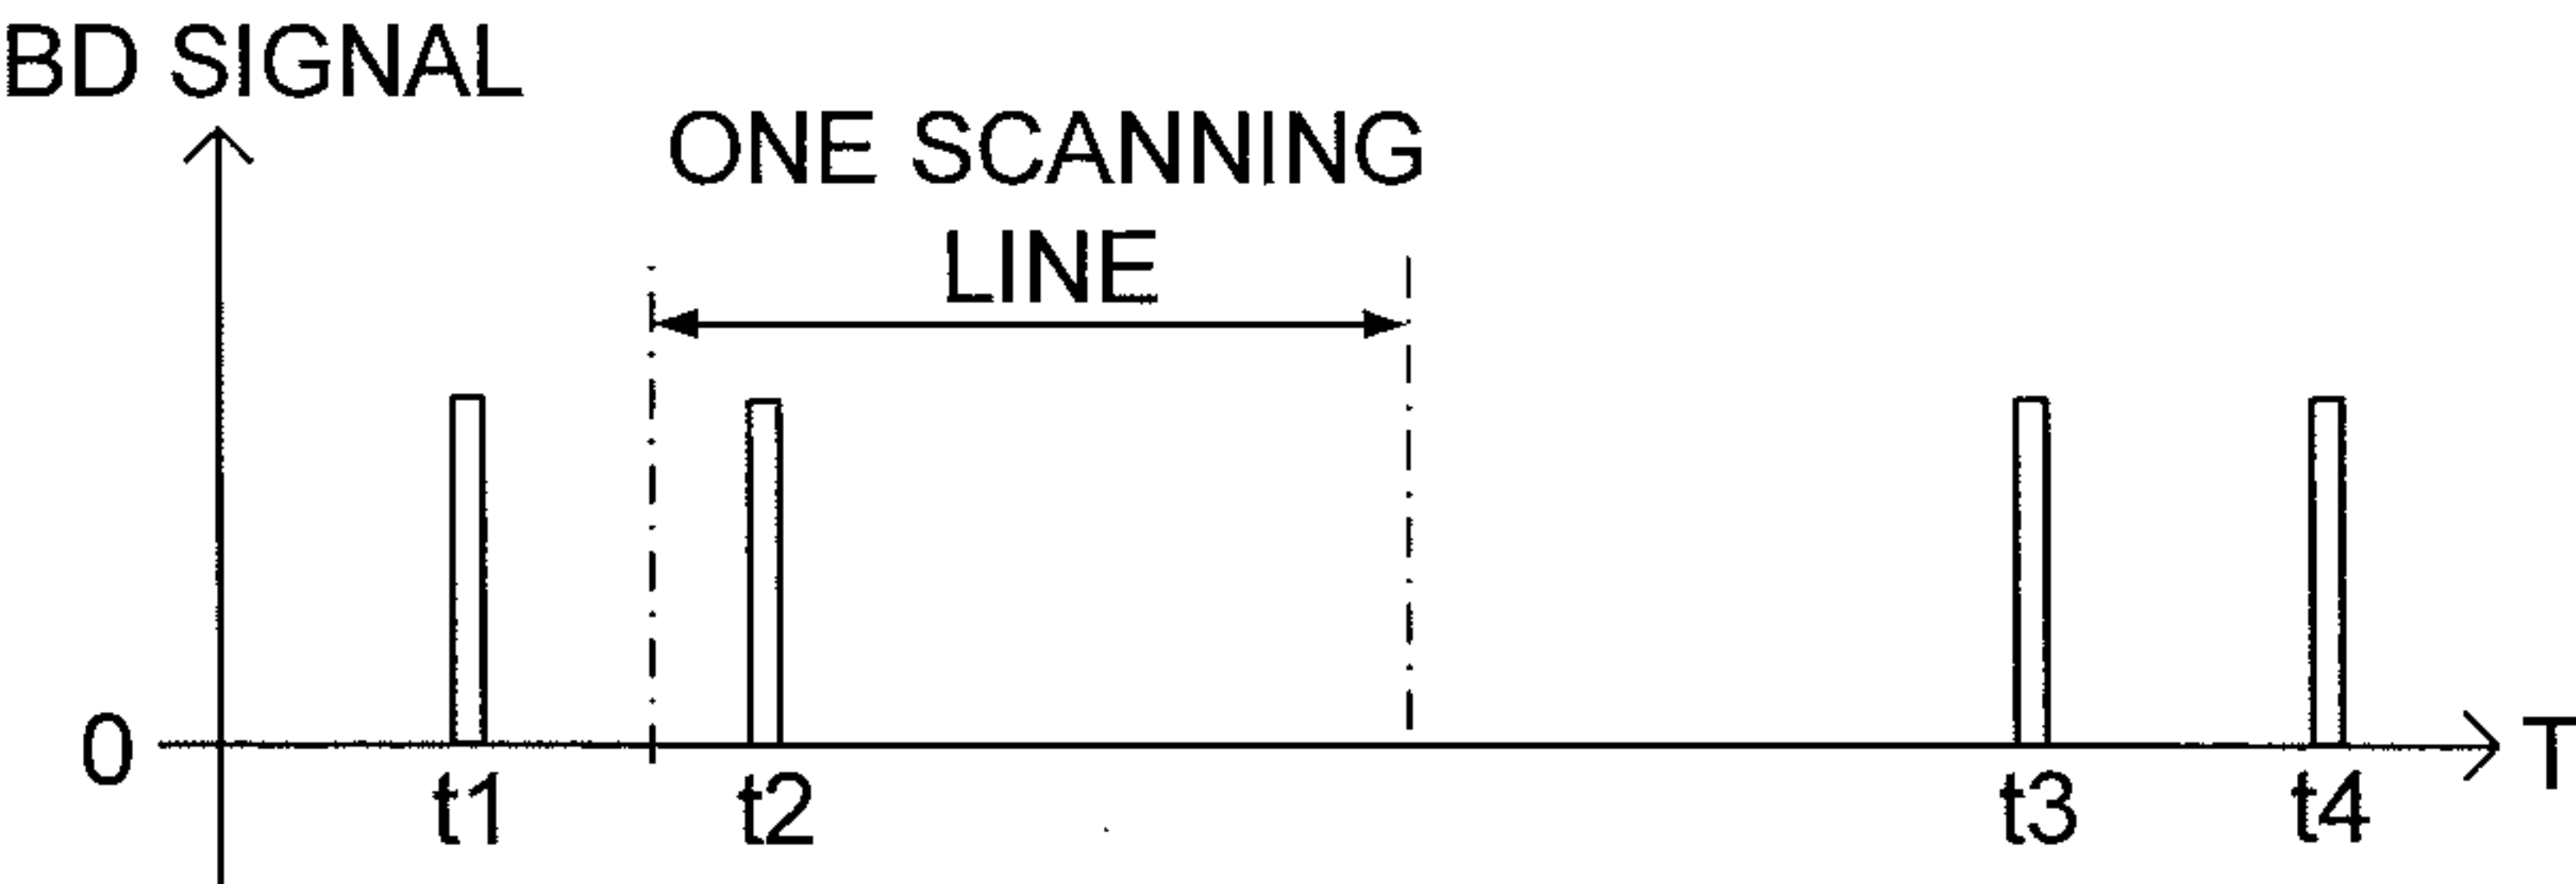 BD SIGNAL
ONE SCANNING
LINE
0
T
t1
t2
t3
t4